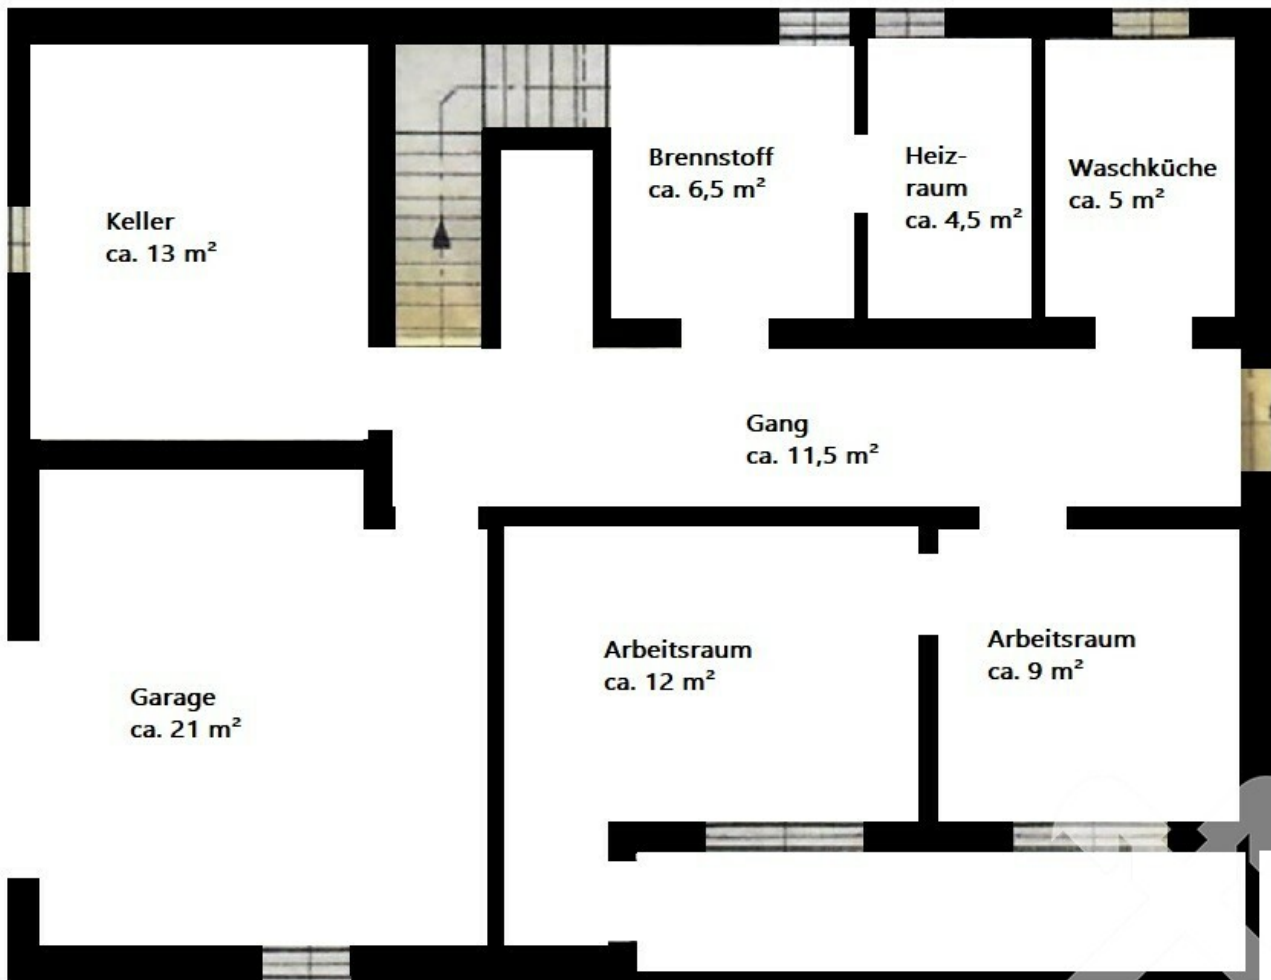 Brennstoff
ca. 6,5 m²
Heiz-
raum
ca. 4,5 m²
Waschküche
ca. 5 m²
Keller
ca. 13 m²
Gang
ca. 11,5 m²
Arbeitsraum
ca. 12 m²
Arbeitsraum
ca. 9 m²
Garage
ca. 21 m²